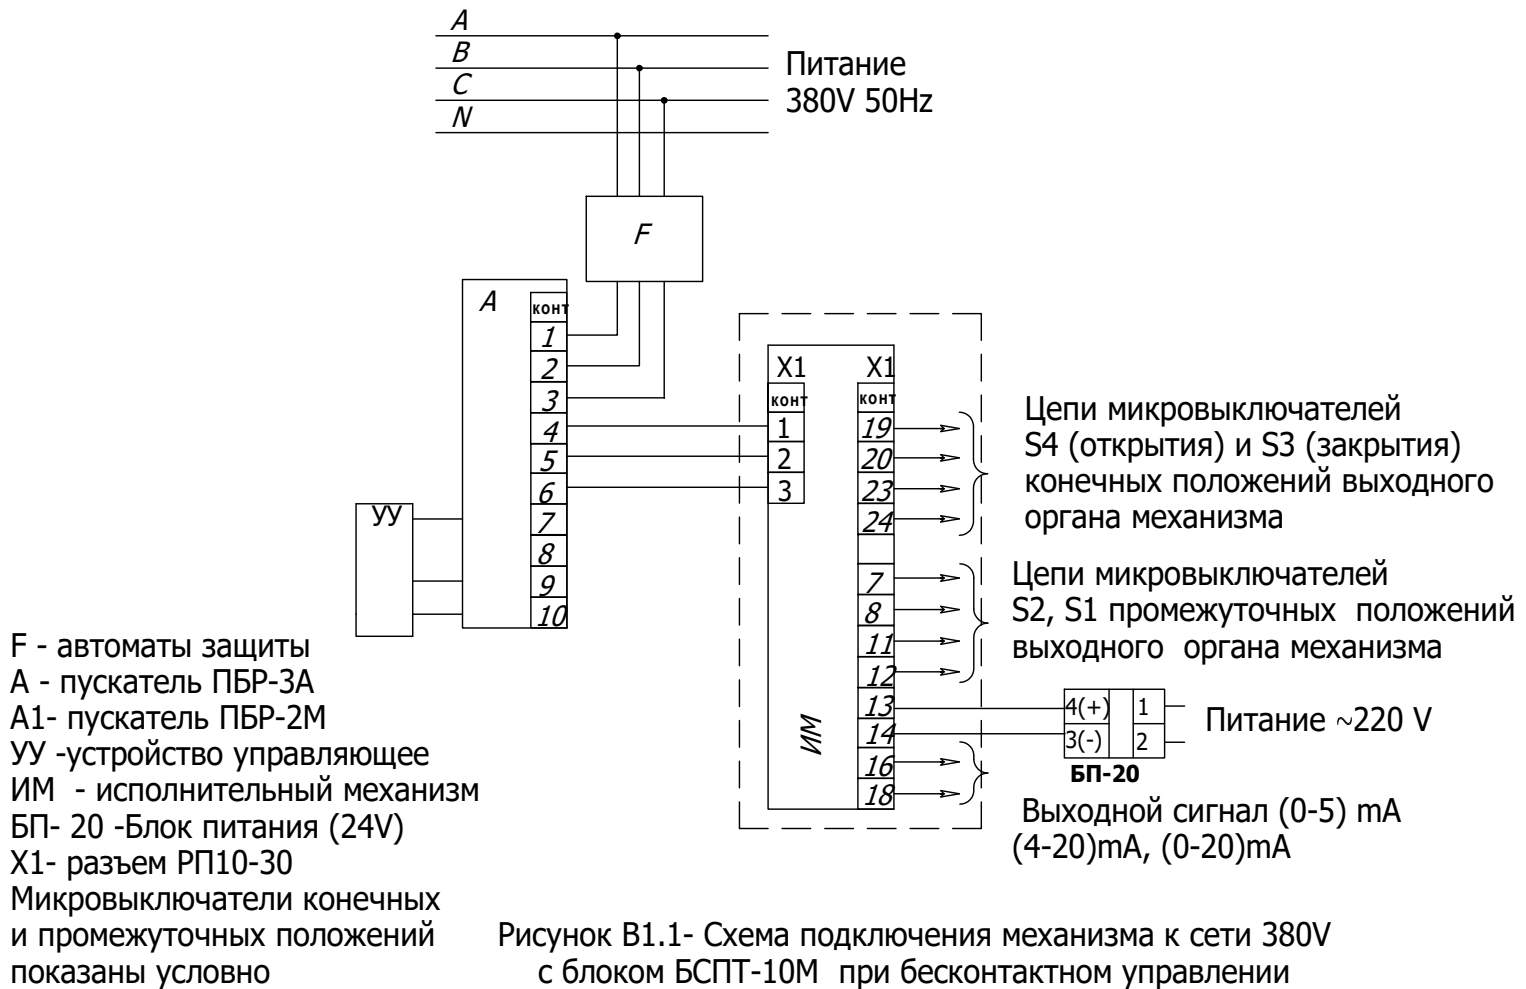 A
B
C
N
Питание
380V 50Hz
F
A
конт
1
2
3
4
5
6
7
8
9
10
УУ
X1 X1
конт конт
1 19
2 20
3 23
24
7
8
11
12
13
14
16
18
ИМ
Цепи микровыключателей
S4 (открытия) и S3 (закрытия)
конечных положений выходного
органа механизма
Цепи микровыключателей
S2, S1 промежуточных положений
выходного органа механизма
4(+) 1
3(-) 2
БП-20
Питание ~220 V
Выходной сигнал (0-5) mA
(4-20)mA, (0-20)mA
F - автоматы защиты
А - пускатель ПБР-3А
А1- пускатель ПБР-2М
УУ -устройство управляющее
ИМ - исполнительный механизм
БП- 20 -Блок питания (24V)
X1- разъем РП10-30
Микровыключатели конечных
и промежуточных положений
показаны условно
Рисунок В1.1- Схема подключения механизма к сети 380V
с блоком БСПТ-10М при бесконтактном управлении